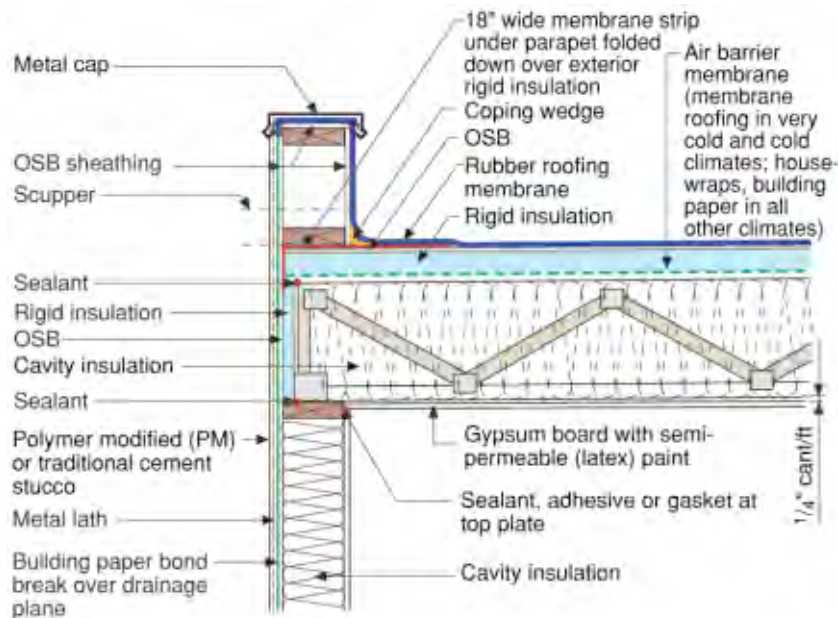 18" wide membrane strip
under parapet folded
down over exterior
rigid insulation
Coping wedge
OSB
Rubber roofing
membrane
Rigid insulation
Air barrier
membrane
(membrane
roofing in very
cold and cold
climates; house-
wraps, building
paper in all
other climates)
Metal cap
OSB sheathing
Scupper
Sealant
Rigid insulation
OSB
Cavity insulation
Sealant
Polymer modified (PM)
or traditional cement
stucco
Metal lath
Building paper bond
break over drainage
plane
Gypsum board with semi-
permeable (latex) paint
Sealant, adhesive or gasket at
top plate
Cavity insulation
1/4" cant/ft